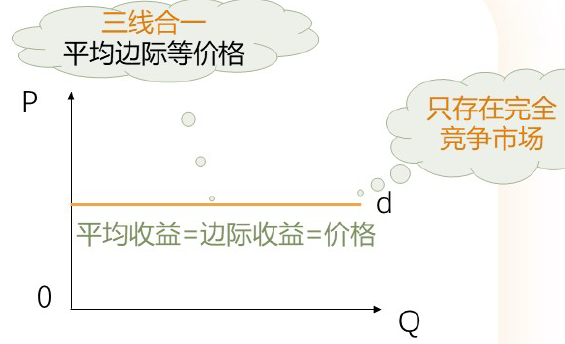 三线合一
平均边际等价格
P
只存在完全
竞争市场
d
平均收益=边际收益=价格
0
Q